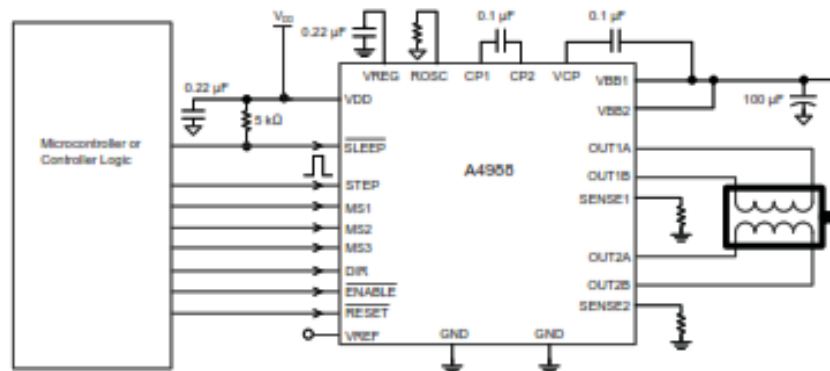 V_DD
0.22 µF
0.1 µF
0.1 µF
VREG
ROSC
CP1
CP2
VCP
VBB1
0.22 µF
VDD
VBB2
100 µF
5 kΩ
Microcontroller or
Controller Logic
SLEEP
OUT1A
A4988
OUT1B
STEP
SENSE1
MS1
MS2
MS3
OUT2A
DIR
OUT2B
ENABLE
SENSE2
RESET
VREF
GND
GND